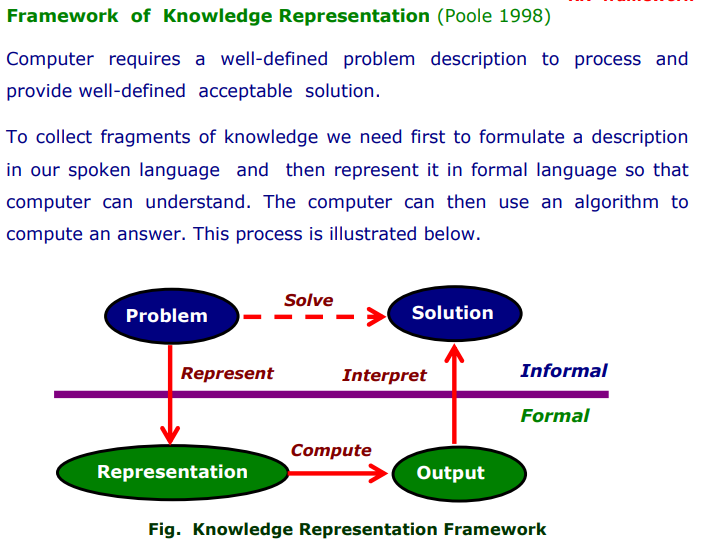 Framework of Knowledge Representation (Poole 1998)
Computer requires a well-defined problem description to process and
provide well-defined acceptable solution.
To collect fragments of knowledge we need first to formulate a description
in our spoken language and then represent it in formal language so that
computer can understand. The computer can then use an algorithm to
compute an answer. This process is illustrated below.
Solve
Problem
Solution
Represent
Interpret
Informal
Formal
Compute
Representation
Output
Fig. Knowledge Representation Framework